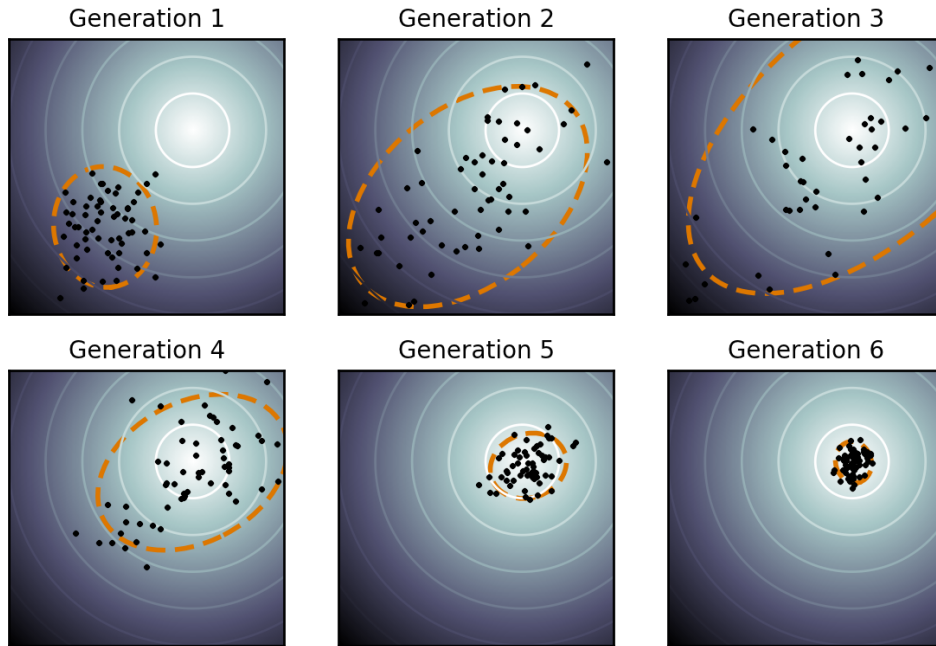 Generation 1
Generation 2
Generation 3
Generation 4
Generation 5
Generation 6